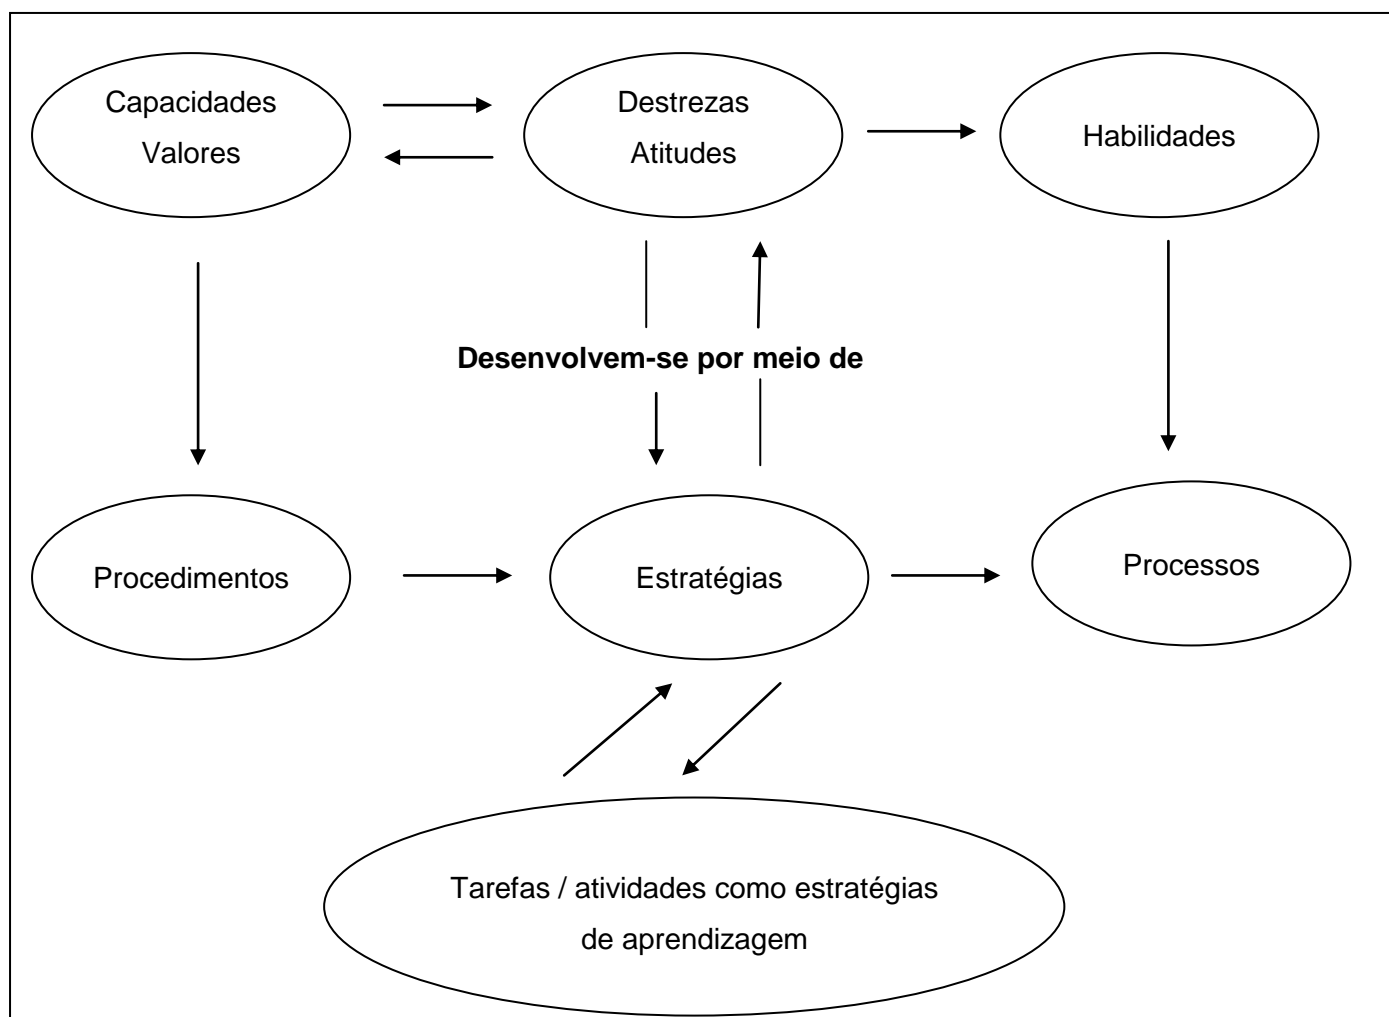 Capacidades
Valores
Destrezas
Atitudes
Habilidades
Desenvolvem-se por meio de
Procedimentos
Estratégias
Processos
Tarefas / atividades como estratégias
de aprendizagem